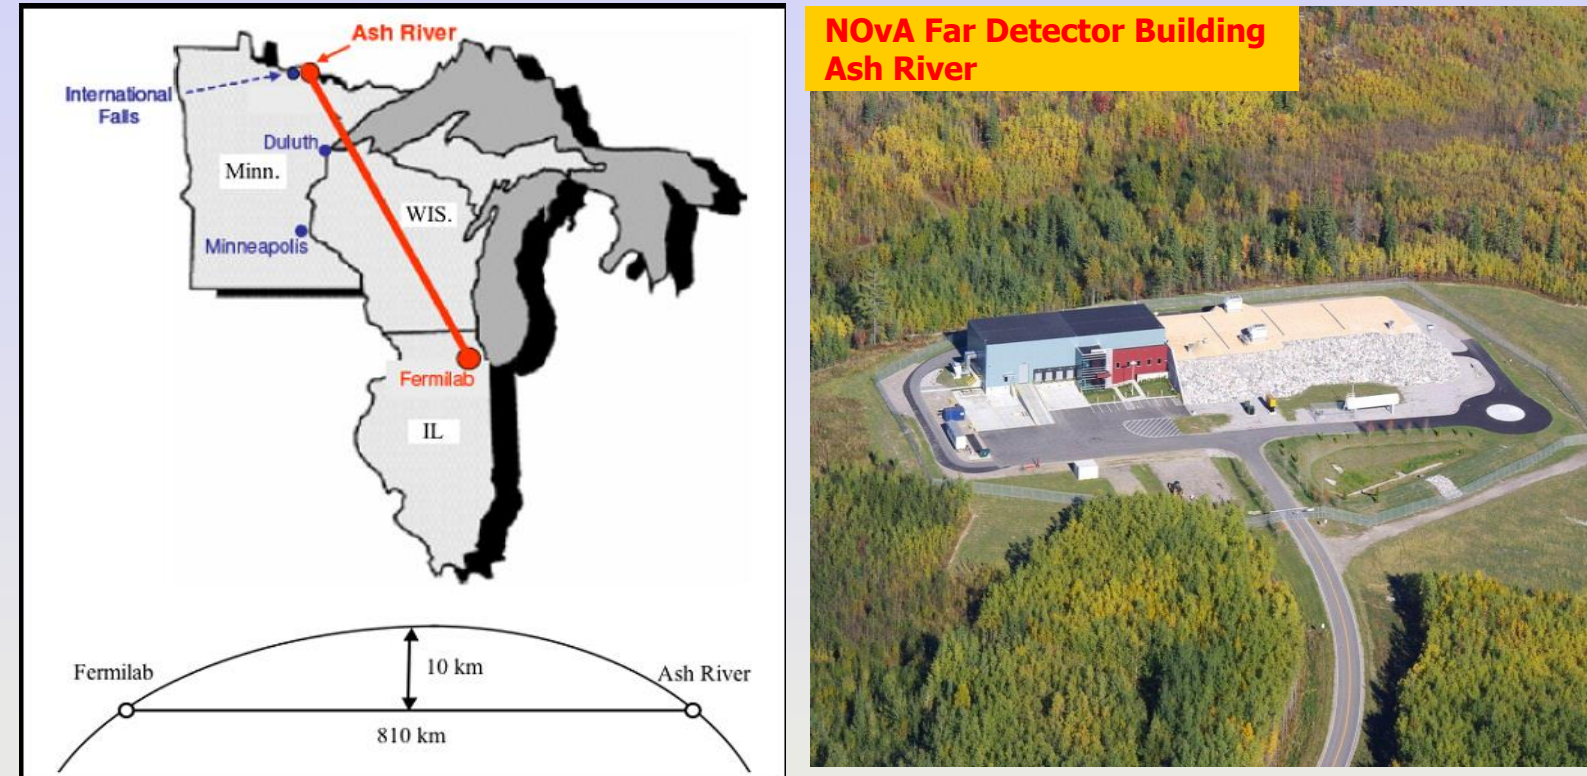 Ash River
International
Falls
Duluth
Minn.
WIS.
Minneapolis
Fermilab
IL
Fermilab
10 km
Ash River
810 km
NOvA Far Detector Building
Ash River